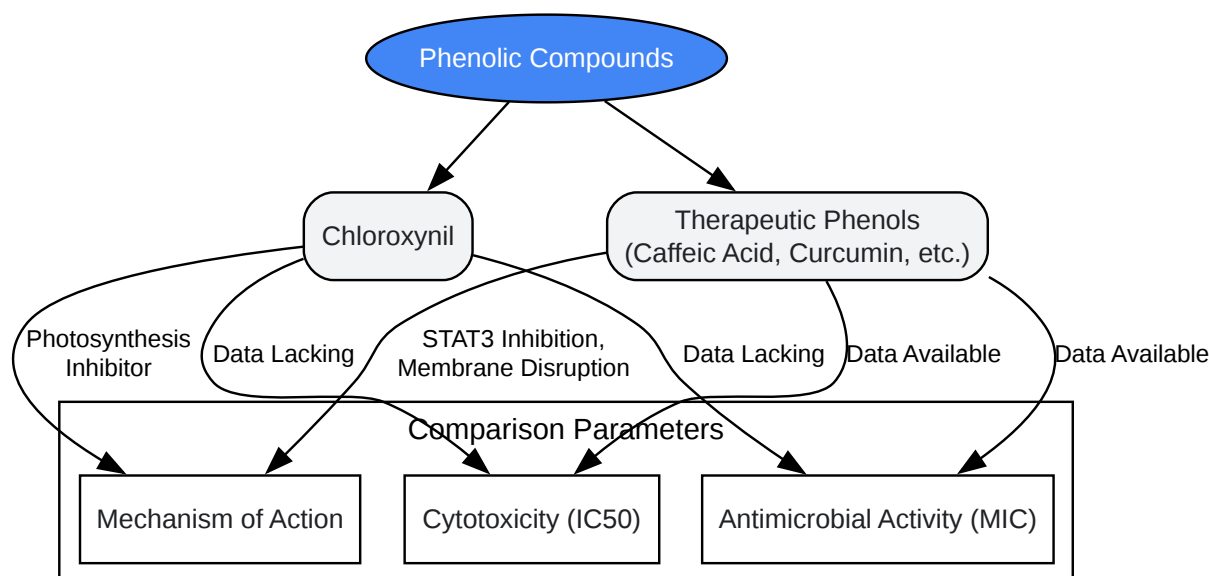 Phenolic Compounds
Chloroxynil
Therapeutic Phenols
(Caffeic Acid, Curcumin, etc.)
Photosynthesis
Inhibitor
Data Lacking
STAT3 Inhibition,
Membrane Disruption
Data Lacking
Data Available
Data Available
Comparison Parameters
Mechanism of Action
Cytotoxicity (IC50)
Antimicrobial Activity (MIC)